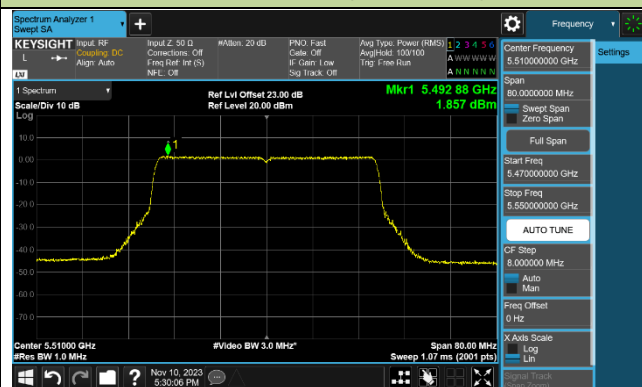 Spectrum Analyzer 1
Swept SA
Frequency
KEYSIGHT
Input: RF
Coupling: DC
Align: Auto
Input Z: 50 Ω
Corrections: Off
Freq Ref: Int (S)
NFE: Off
#Atten: 20 dB
PNO: Fast
Gate: Off
IF Gain: Low
Sig Track: Off
Avg Type: Power (RMS)
Avg|Hold: 100/100
Trig: Free Run
1 2 3 4 5 6
A W W W W W
A N N N N N
L
LXI
1 Spectrum
Scale/Div 10 dB
Log
Ref Lvl Offset 23.00 dB
Ref Level 20.00 dBm
Mkr1 5.492 88 GHz
1.857 dBm
1
10.0
0.00
-10.0
-20.0
-30.0
-40.0
-50.0
-60.0
-70.0
Center 5.51000 GHz
#Res BW 1.0 MHz
#Video BW 3.0 MHz*
Span 80.00 MHz
Sweep 1.07 ms (2001 pts)
Center Frequency
5.510000000 GHz
Settings
Span
80.0000000 MHz
Swept Span
Zero Span
Full Span
Start Freq
5.470000000 GHz
Stop Freq
5.550000000 GHz
AUTO TUNE
CF Step
8.000000 MHz
Auto
Man
Freq Offset
0 Hz
X Axis Scale
Log
Lin
Signal Track
(Span Zoom)
Nov 10, 2023
5:30:06 PM